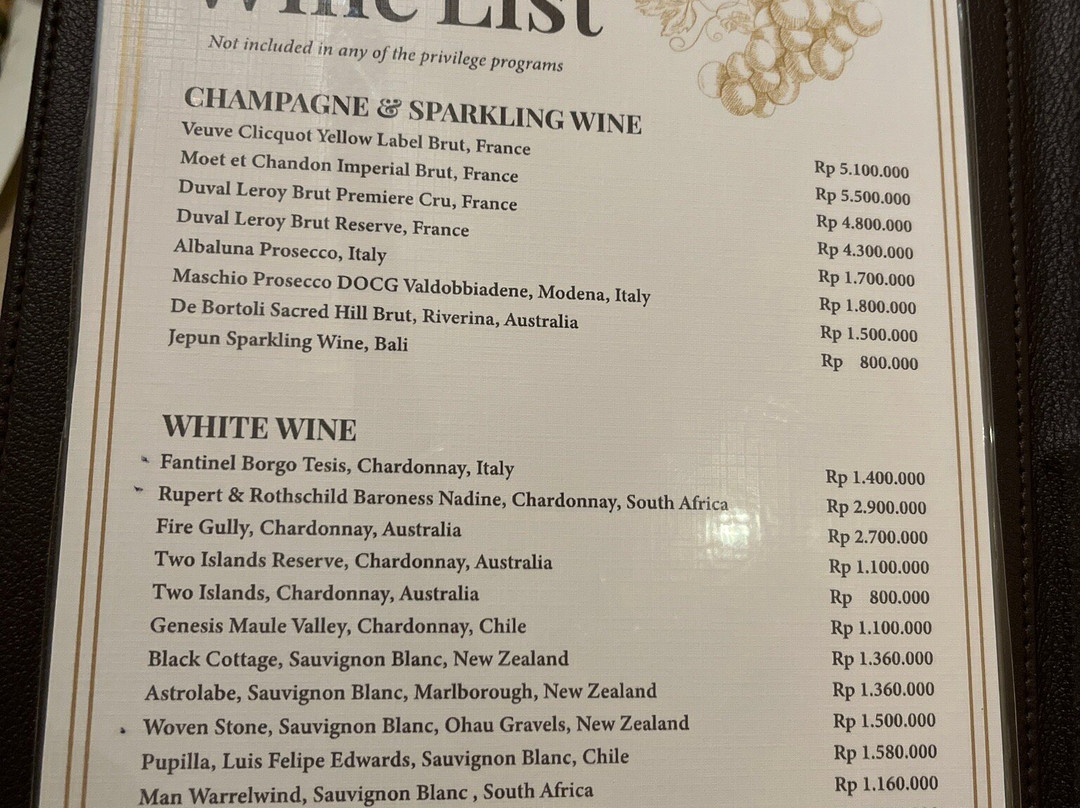 Wine List
Not included in any of the privilege programs
CHAMPAGNE & SPARKLING WINE
Veuve Clicquot Yellow Label Brut, France Rp 5.100.000
Moet et Chandon Imperial Brut, France Rp 5.500.000
Duval Leroy Brut Premiere Cru, France Rp 4.800.000
Duval Leroy Brut Reserve, France Rp 4.300.000
Albaluna Prosecco, Italy Rp 1.700.000
Maschio Prosecco DOCG Valdobbiadene, Modena, Italy Rp 1.800.000
De Bortoli Sacred Hill Brut, Riverina, Australia Rp 1.500.000
Jepun Sparkling Wine, Bali Rp 800.000
WHITE WINE
Fantinel Borgo Tesis, Chardonnay, Italy Rp 1.400.000
Rupert & Rothschild Baroness Nadine, Chardonnay, South Africa Rp 2.900.000
Fire Gully, Chardonnay, Australia Rp 2.700.000
Two Islands Reserve, Chardonnay, Australia Rp 1.100.000
Two Islands, Chardonnay, Australia Rp 800.000
Genesis Maule Valley, Chardonnay, Chile Rp 1.100.000
Black Cottage, Sauvignon Blanc, New Zealand Rp 1.360.000
Astrolabe, Sauvignon Blanc, Marlborough, New Zealand Rp 1.360.000
Woven Stone, Sauvignon Blanc, Ohau Gravels, New Zealand Rp 1.500.000
Pupilla, Luis Felipe Edwards, Sauvignon Blanc, Chile Rp 1.580.000
Man Warrelwind, Sauvignon Blanc , South Africa Rp 1.160.000